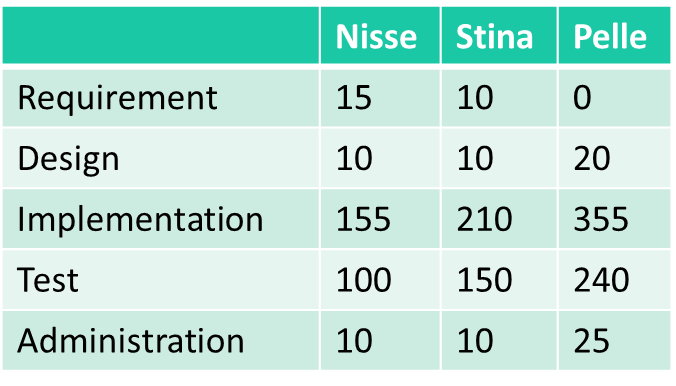 Nisse Stina Pelle
Requirement 15 10 0
Design 10 10 20
Implementation 155 210 355
Test 100 150 240
Administration 10 10 25